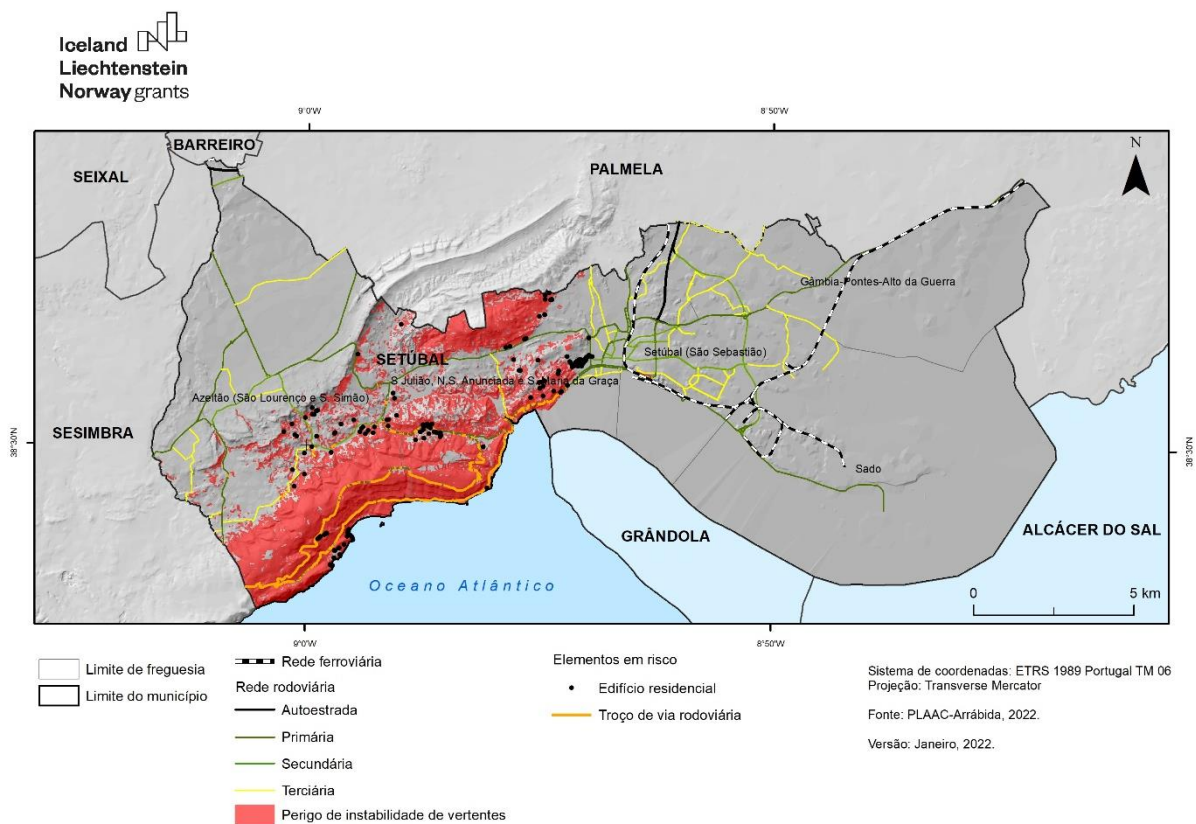 Iceland
Liechtenstein
Norway grants
9°0'W
8°50'W
BARREIRO
SEIXAL
PALMELA
N
Gâmbia-Pontes-Alto da Guerra
SETÚBAL
Setúbal (São Sebastião)
S.Julião, N.S. Anunciada e S. Maria da Graça
Azeitão (São Lourenço e S. Simão)
SESIMBRA
38°30'N
38°30'N
Sado
GRÂNDOLA
ALCÁCER DO SAL
Oceano Atlântico
0
5 km
9°0'W
8°50'W
Limite de freguesia
Limite do município
Rede ferroviária
Rede rodoviária
Autoestrada
Primária
Secundária
Terciária
Perigo de instabilidade de vertentes
Elementos em risco
Edifício residencial
Troço de via rodoviária
Sistema de coordenadas: ETRS 1989 Portugal TM 06
Projeção: Transverse Mercator
Fonte: PLAAC-Arrábida, 2022.
Versão: Janeiro, 2022.